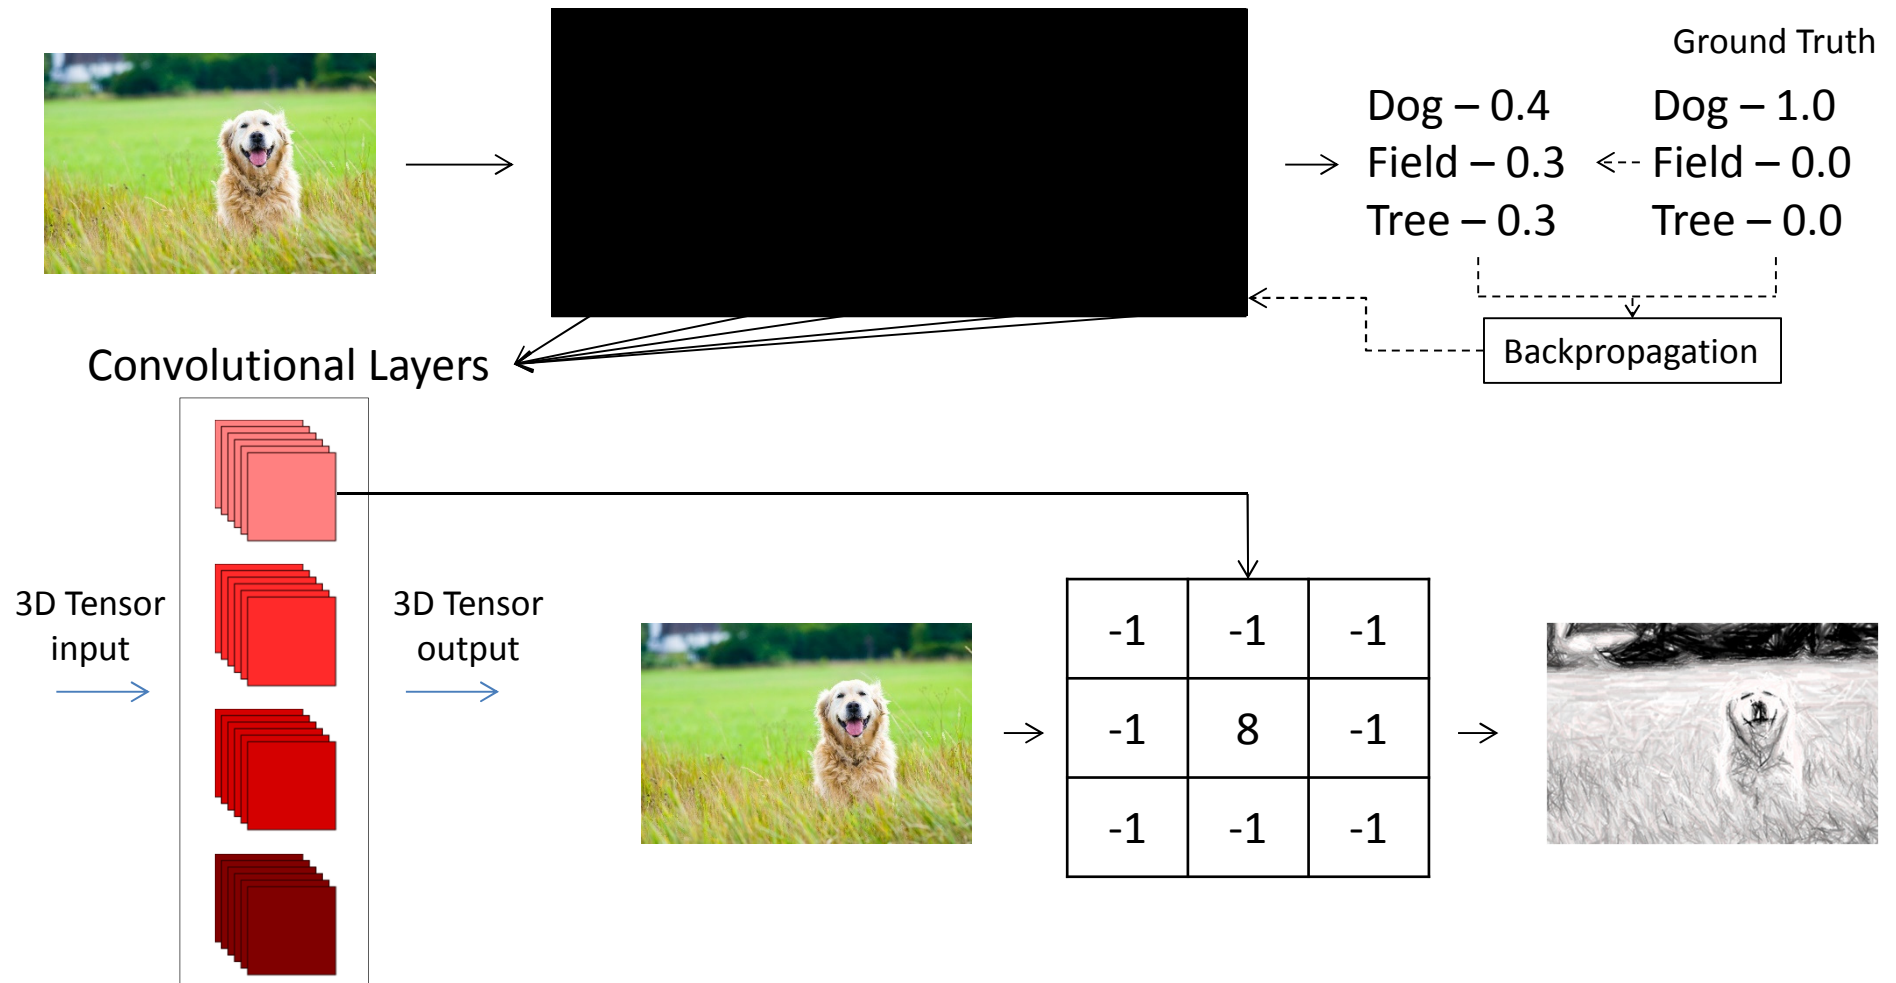 Ground Truth
Dog – 0.4
Dog – 1.0
Field – 0.3
Field – 0.0
Tree – 0.3
Tree – 0.0
Backpropagation
Convolutional Layers
3D Tensor
input
3D Tensor
output
-1 -1 -1
-1 8 -1
-1 -1 -1